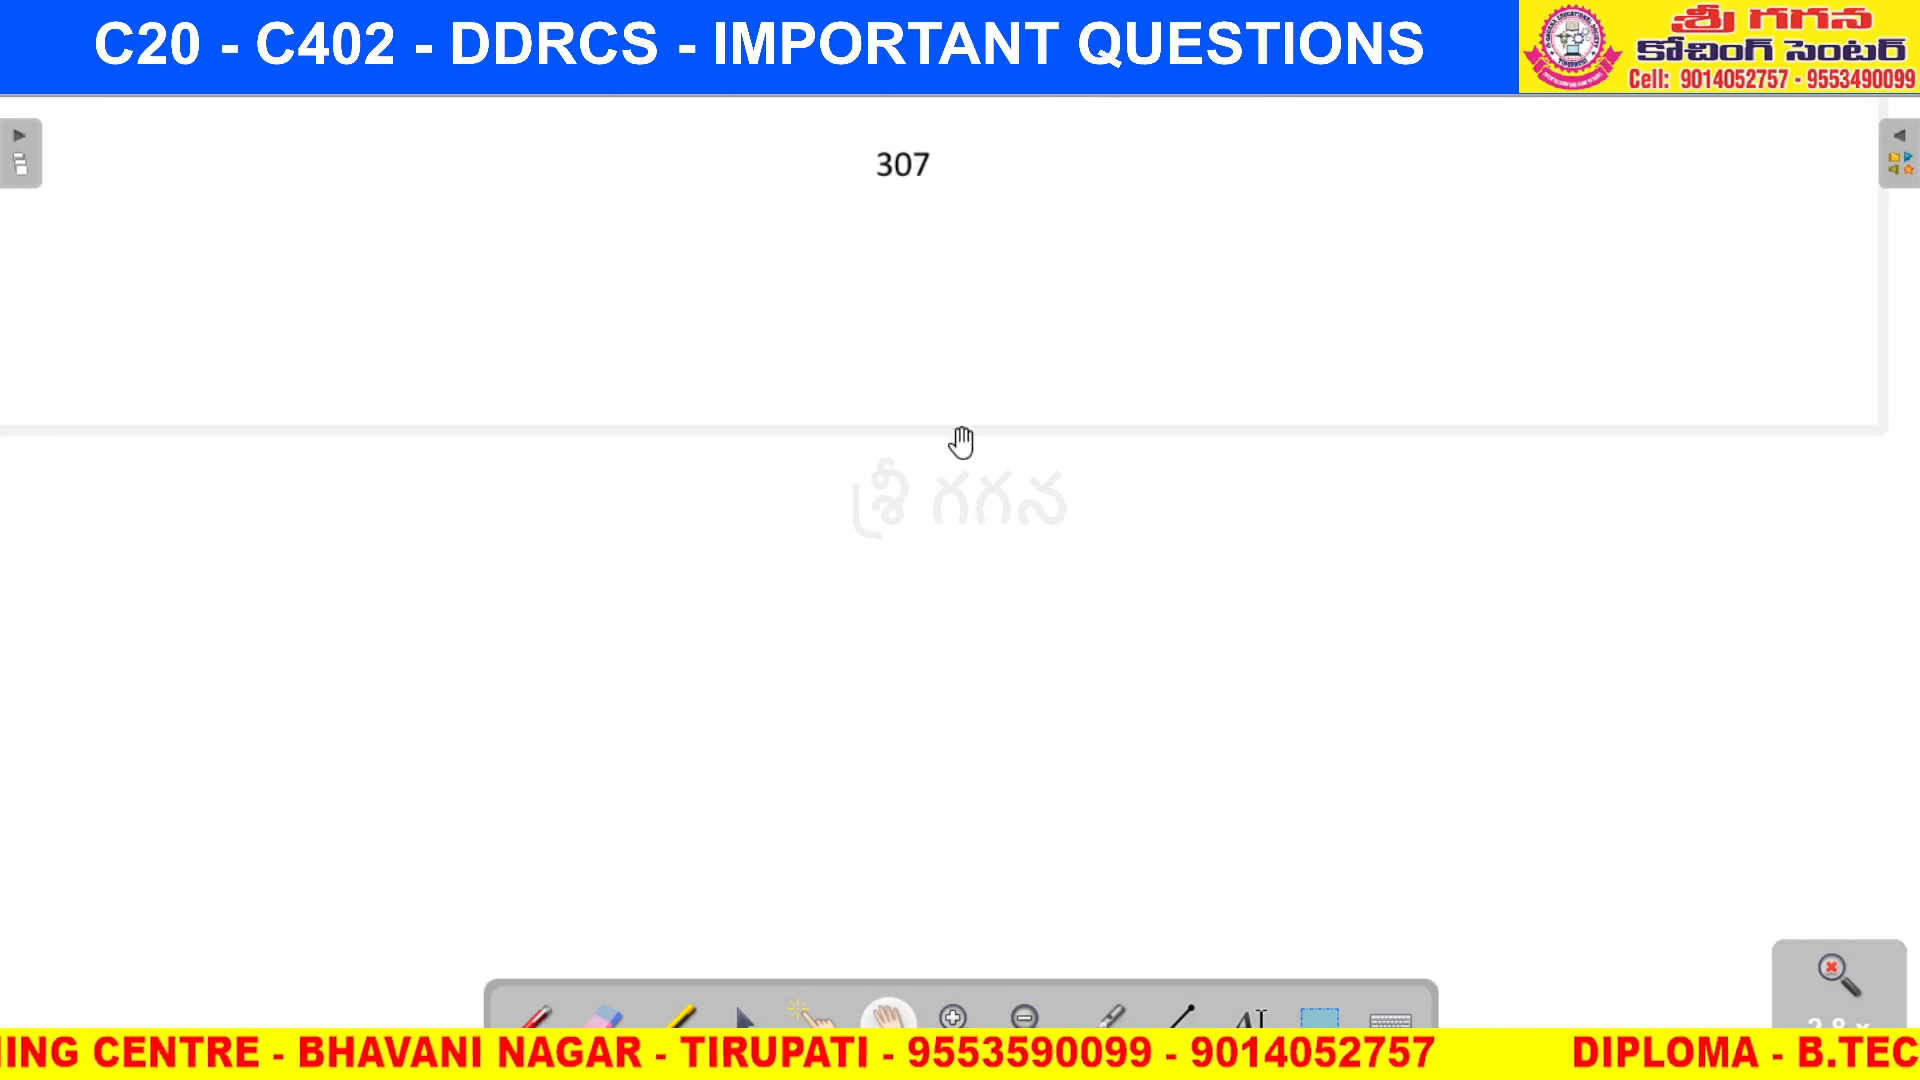 C20 - C402 - DDRCS - IMPORTANT QUESTIONS
శ్రీ గగన
కోచింగ్ సెంటర్
Cell: 9014052757 - 9553490099
307
శ్రీ గగన
ING CENTRE - BHAVANI NAGAR - TIRUPATI - 9553590099 - 9014052757 DIPLOMA - B.TEC